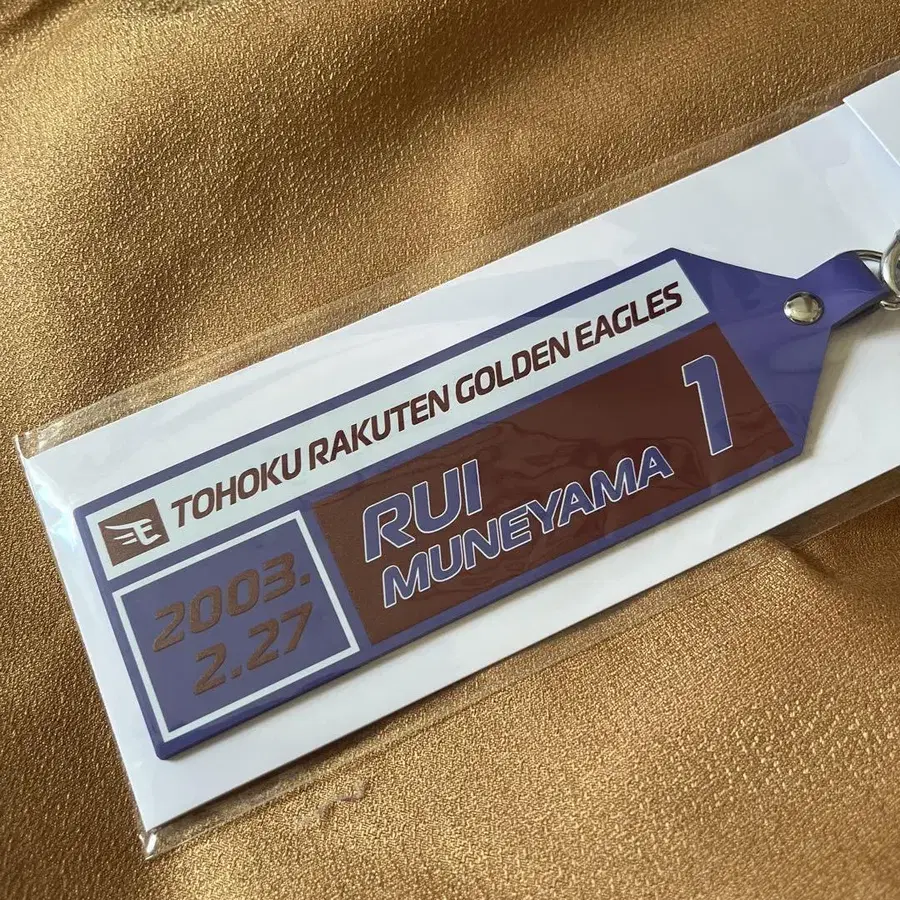 TOHOKU RAKUTEN GOLDEN EAGLES
1
RUI
MUNEYAMA
2003.
2.27